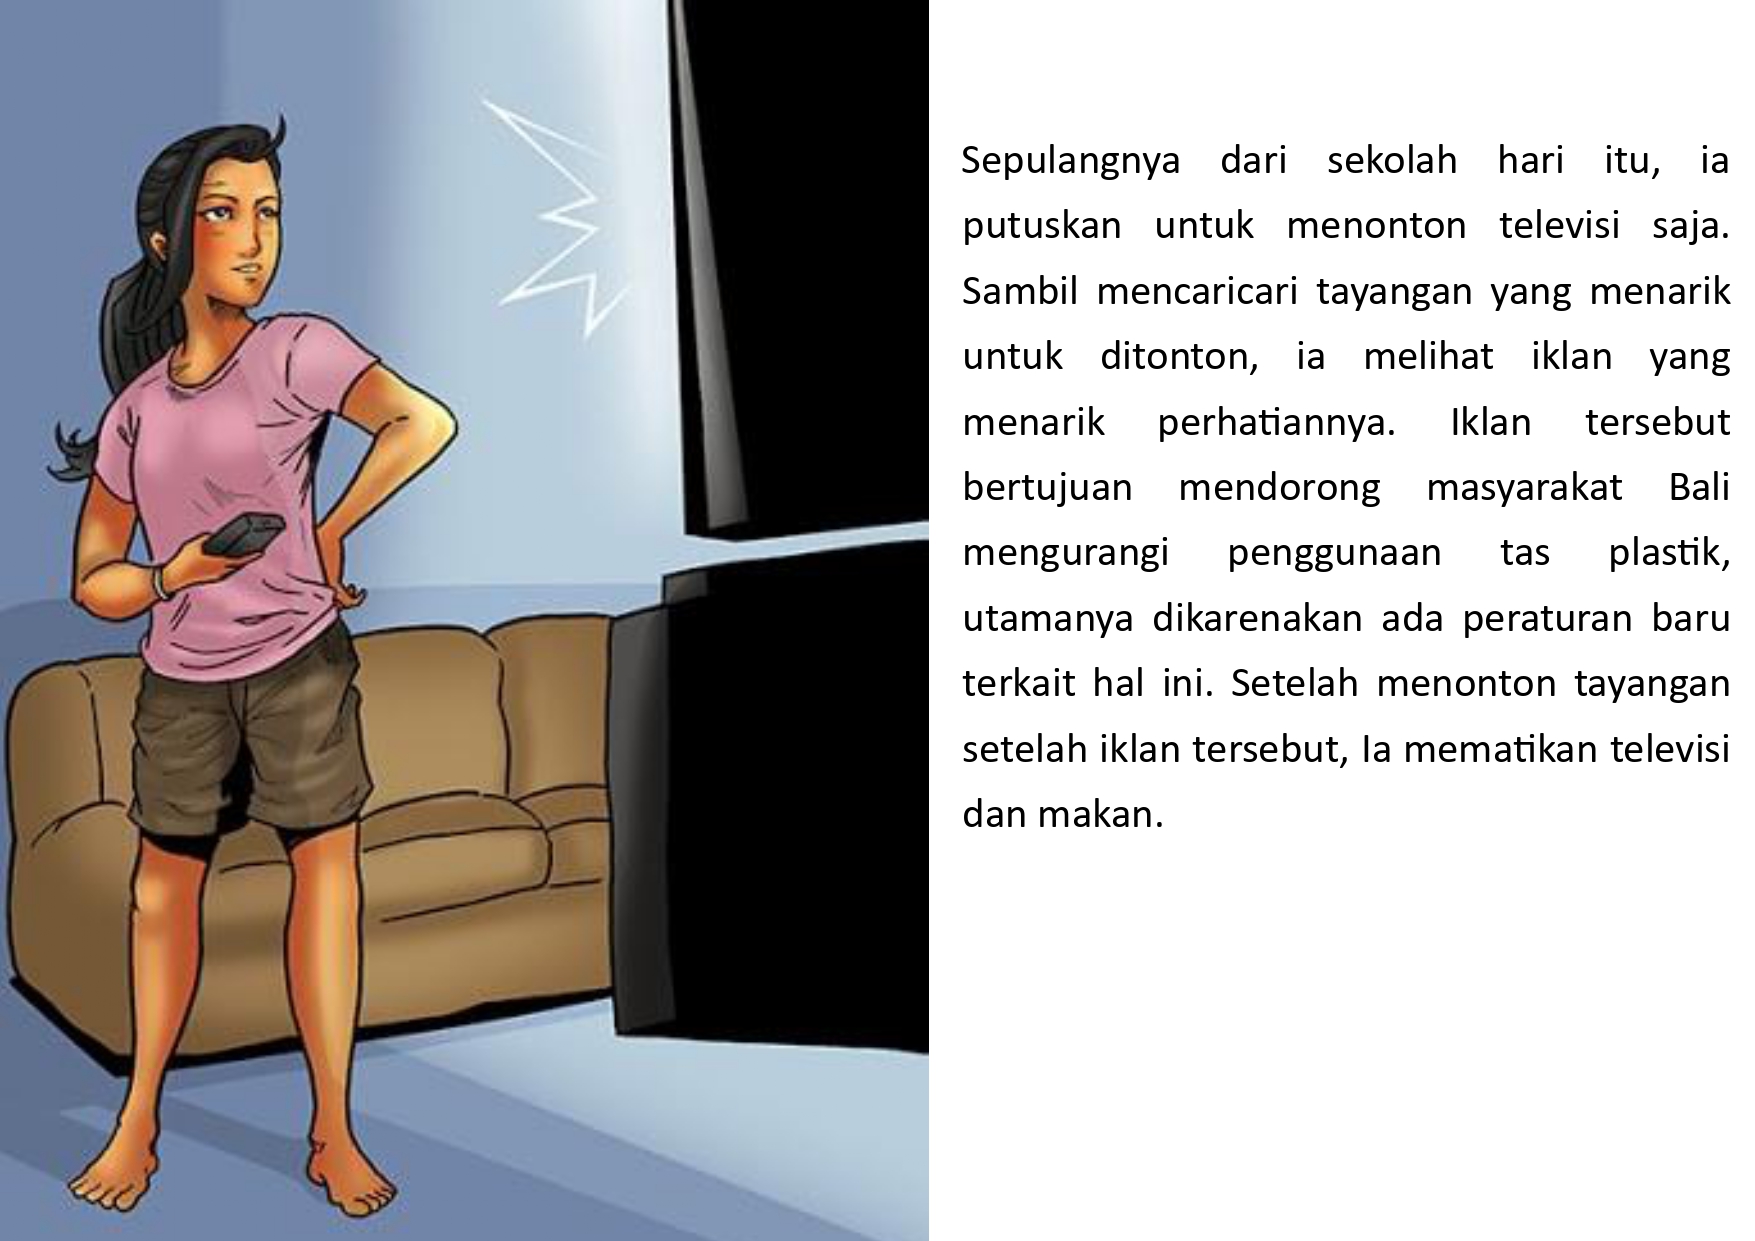 Sepulangnya dari sekolah hari itu, ia
putuskan untuk menonton televisi saja.
Sambil mencaricari tayangan yang menarik
untuk ditonton, ia melihat iklan yang
menarik perhatiannya. Iklan tersebut
bertujuan mendorong masyarakat Bali
mengurangi penggunaan tas plastik,
utamanya dikarenakan ada peraturan baru
terkait hal ini. Setelah menonton tayangan
setelah iklan tersebut, Ia mematikan televisi
dan makan.